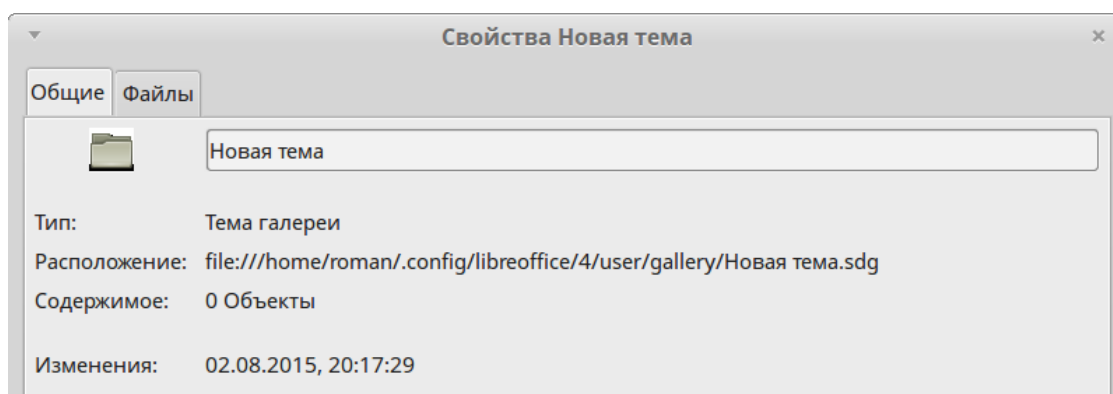 Свойства Новая тема
Общие Файлы
Новая тема
Тип: Тема галереи
Расположение: file:///home/roman/.config/libreoffice/4/user/gallery/Новая тема.sdg
Содержимое: 0 Объекты
Изменения: 02.08.2015, 20:17:29